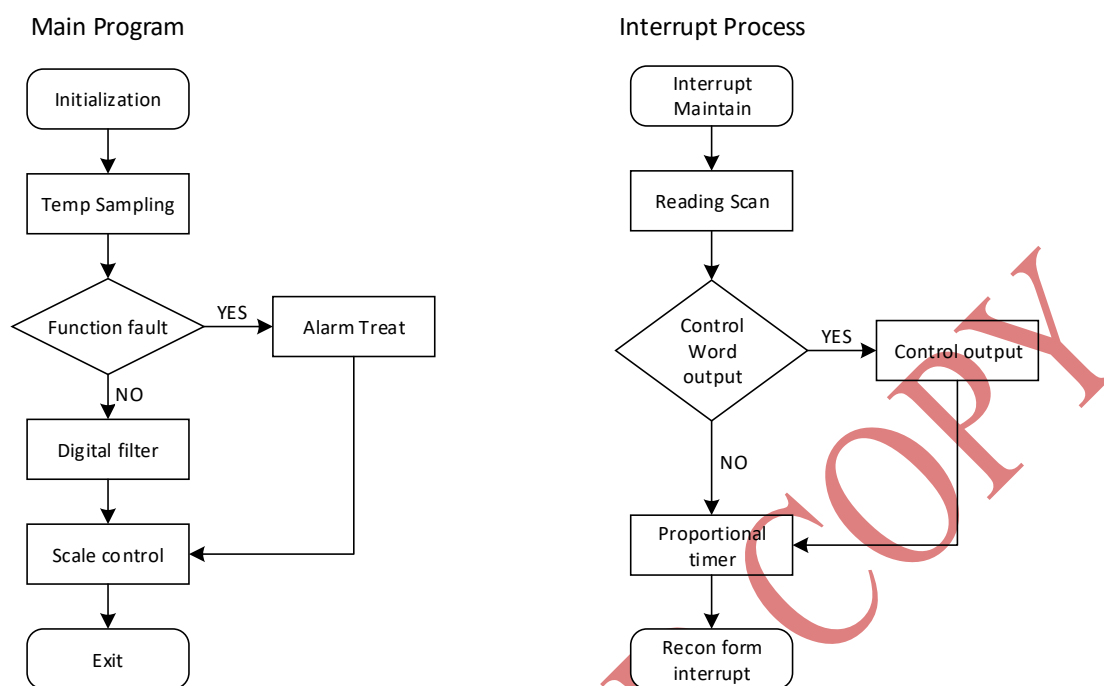 Main Program
Initialization
Temp Sampling
Function fault
YES
Alarm Treat
NO
Digital filter
Scale control
Exit
Interrupt Process
Interrupt
Maintain
Reading Scan
Control
Word
output
YES
Control output
NO
Proportional
timer
Recon form
interrupt
COPY